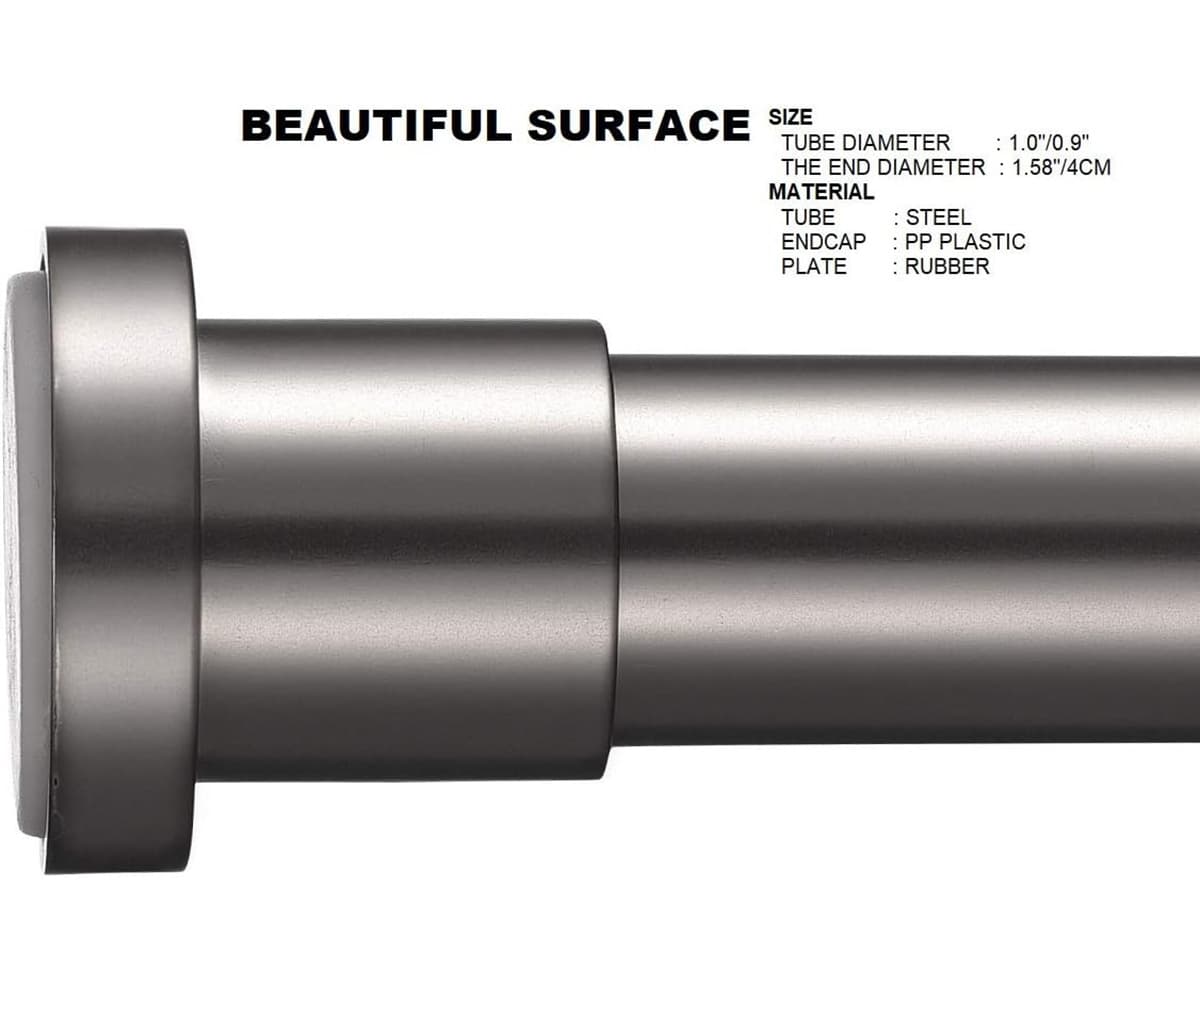 BEAUTIFUL SURFACE
SIZE
TUBE DIAMETER : 1.0"/0.9"
THE END DIAMETER : 1.58"/4CM
MATERIAL
TUBE : STEEL
ENDCAP : PP PLASTIC
PLATE : RUBBER